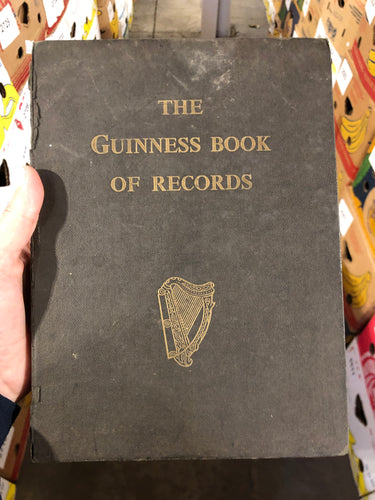 THE
GUINNESS BOOK
OF RECORDS